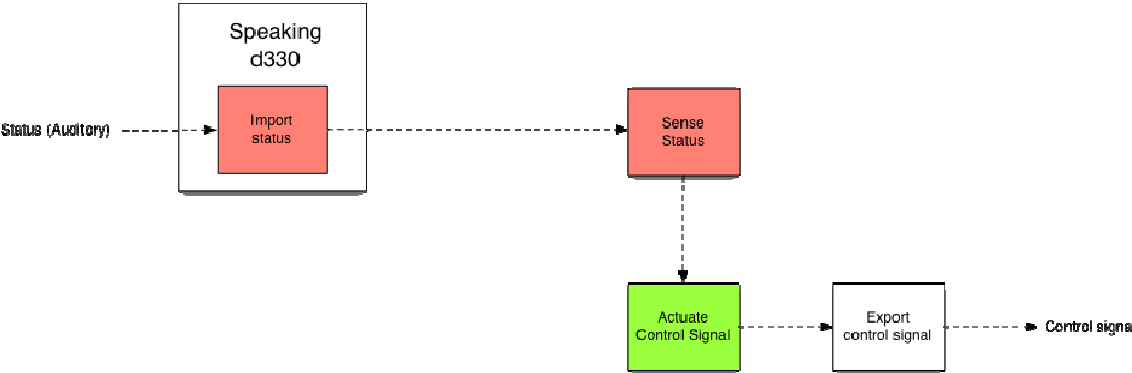 Speaking
d330
Status (Auditory)
Import
status
Sense
Status
Actuate
Control Signal
Export
control signal
Control signa